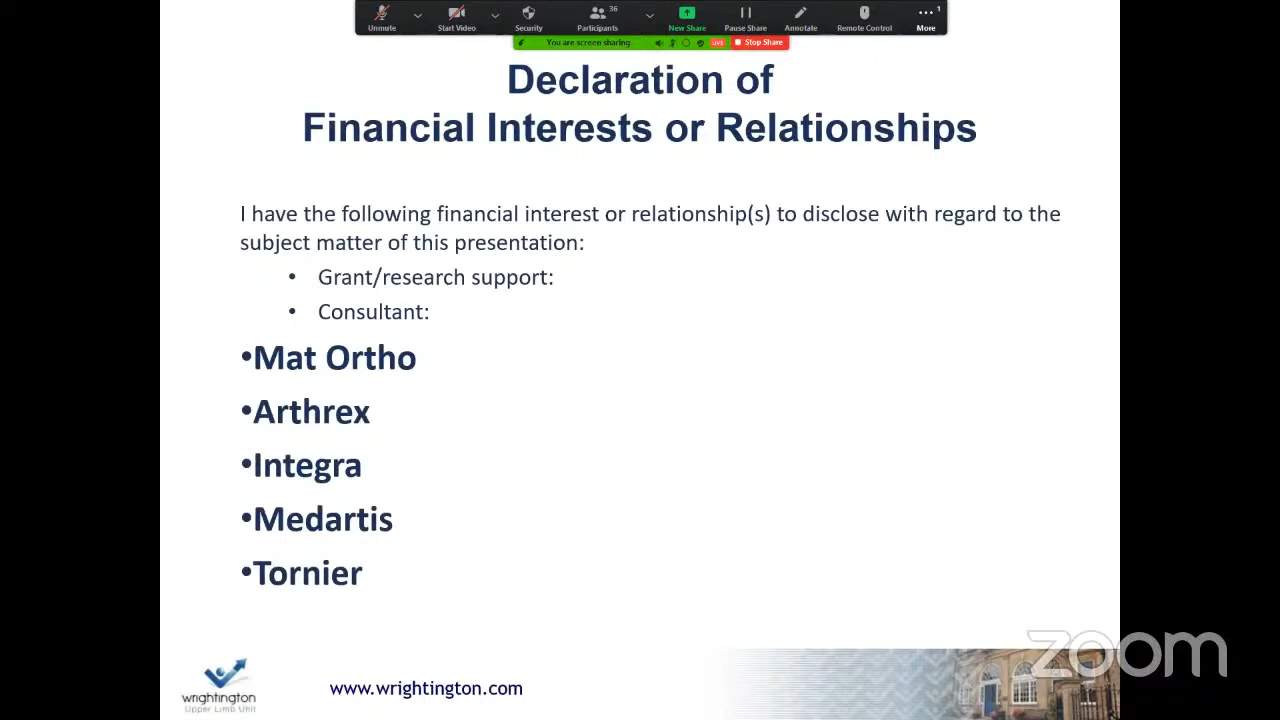 36
1
Unmute
Start Video
Security
Participants
New Share
Pause Share
Annotate
Remote Control
More
You are screen sharing
LIVE
Stop Share
Declaration of
Financial Interests or Relationships
I have the following financial interest or relationship(s) to disclose with regard to the
subject matter of this presentation:
• Grant/research support:
• Consultant:
•Mat Ortho
•Arthrex
•Integra
•Medartis
•Tornier
zoom
wrightington
Upper Limb Unit
www.wrightington.com